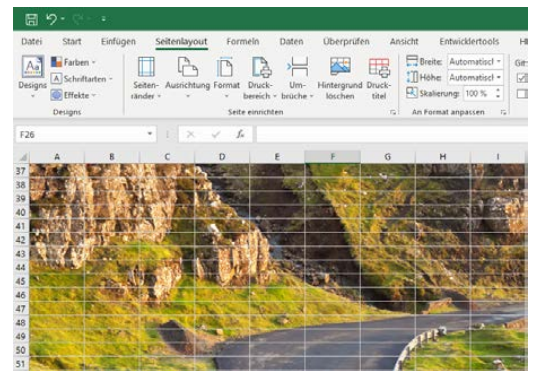 Datei Start Einfügen Seitenlayout Formeln Daten Überprüfen Ansicht Entwicklertools
Designs
Farben
Schriftarten
Effekte
Designs
Seiten-
ränder
Ausrichtung
Format
Druck-
bereich
Um-
brüche
Hintergrund
löschen
Druck-
titel
Seite einrichten
Breite:
Höhe:
Skalierung: 100 %
An Format anpassen
F26
fx
A B C D E F G H I
37
38
39
40
41
42
43
44
45
46
47
48
49
50
51